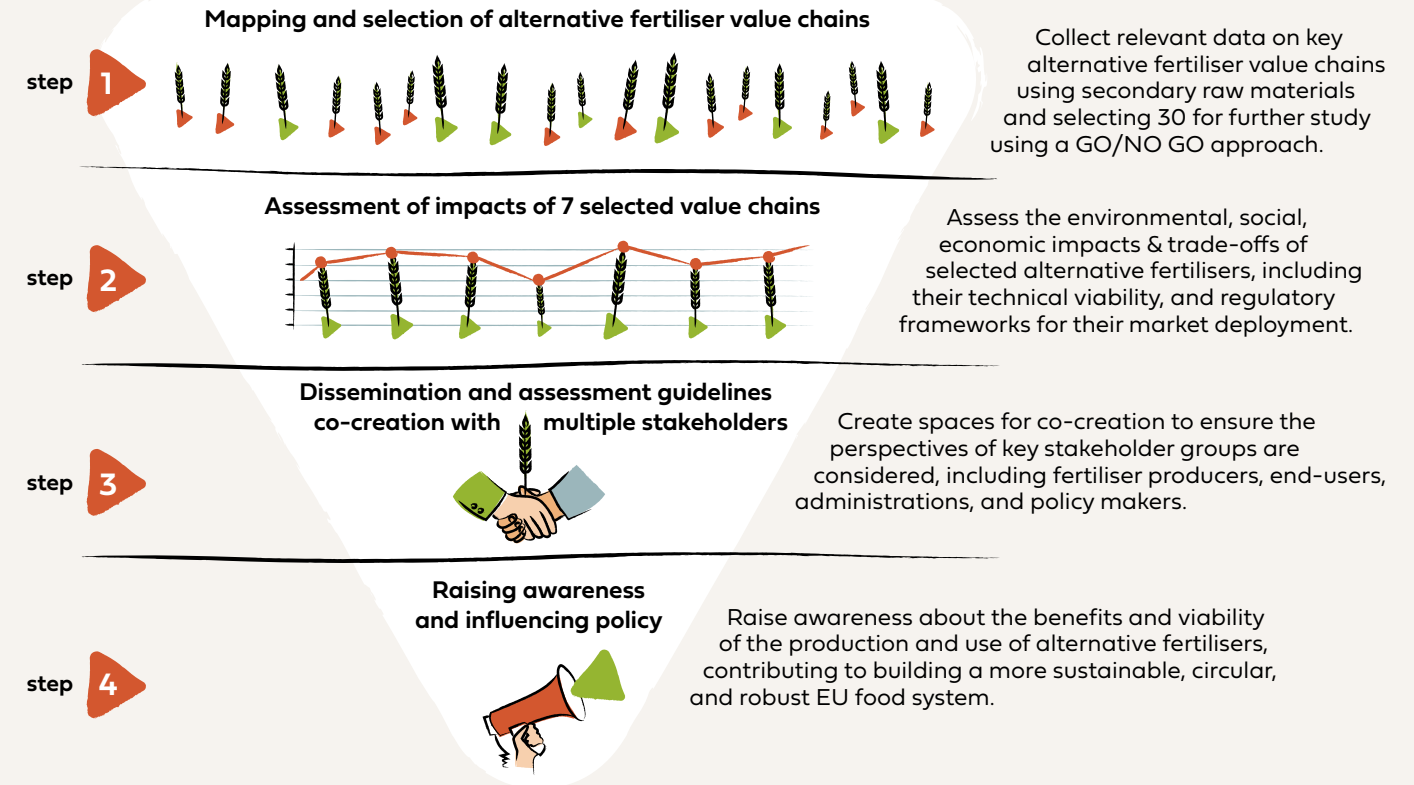 Mapping and selection of alternative fertiliser value chains
step 1
Collect relevant data on key
alternative fertiliser value chains
using secondary raw materials
and selecting 30 for further study
using a GO/NO GO approach.
Assessment of impacts of 7 selected value chains
step 2
Assess the environmental, social,
economic impacts & trade-offs of
selected alternative fertilisers, including
their technical viability, and regulatory
frameworks for their market deployment.
Dissemination and assessment guidelines
co-creation with multiple stakeholders
step 3
Create spaces for co-creation to ensure the
perspectives of key stakeholder groups are
considered, including fertiliser producers, end-users,
administrations, and policy makers.
Raising awareness
and influencing policy
step 4
Raise awareness about the benefits and viability
of the production and use of alternative fertilisers,
contributing to building a more sustainable, circular,
and robust EU food system.